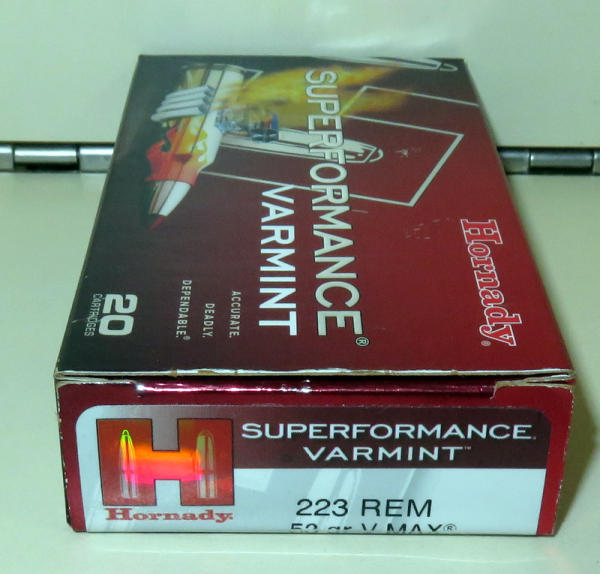 SUPERFORMANCE®
VARMINT
ACCURATE.
DEADLY.
DEPENDABLE.®
20
CARTRIDGES
Hornady®
H
Hornady
SUPERFORMANCE
VARMINT™
223 REM
53 gr V-MAX®